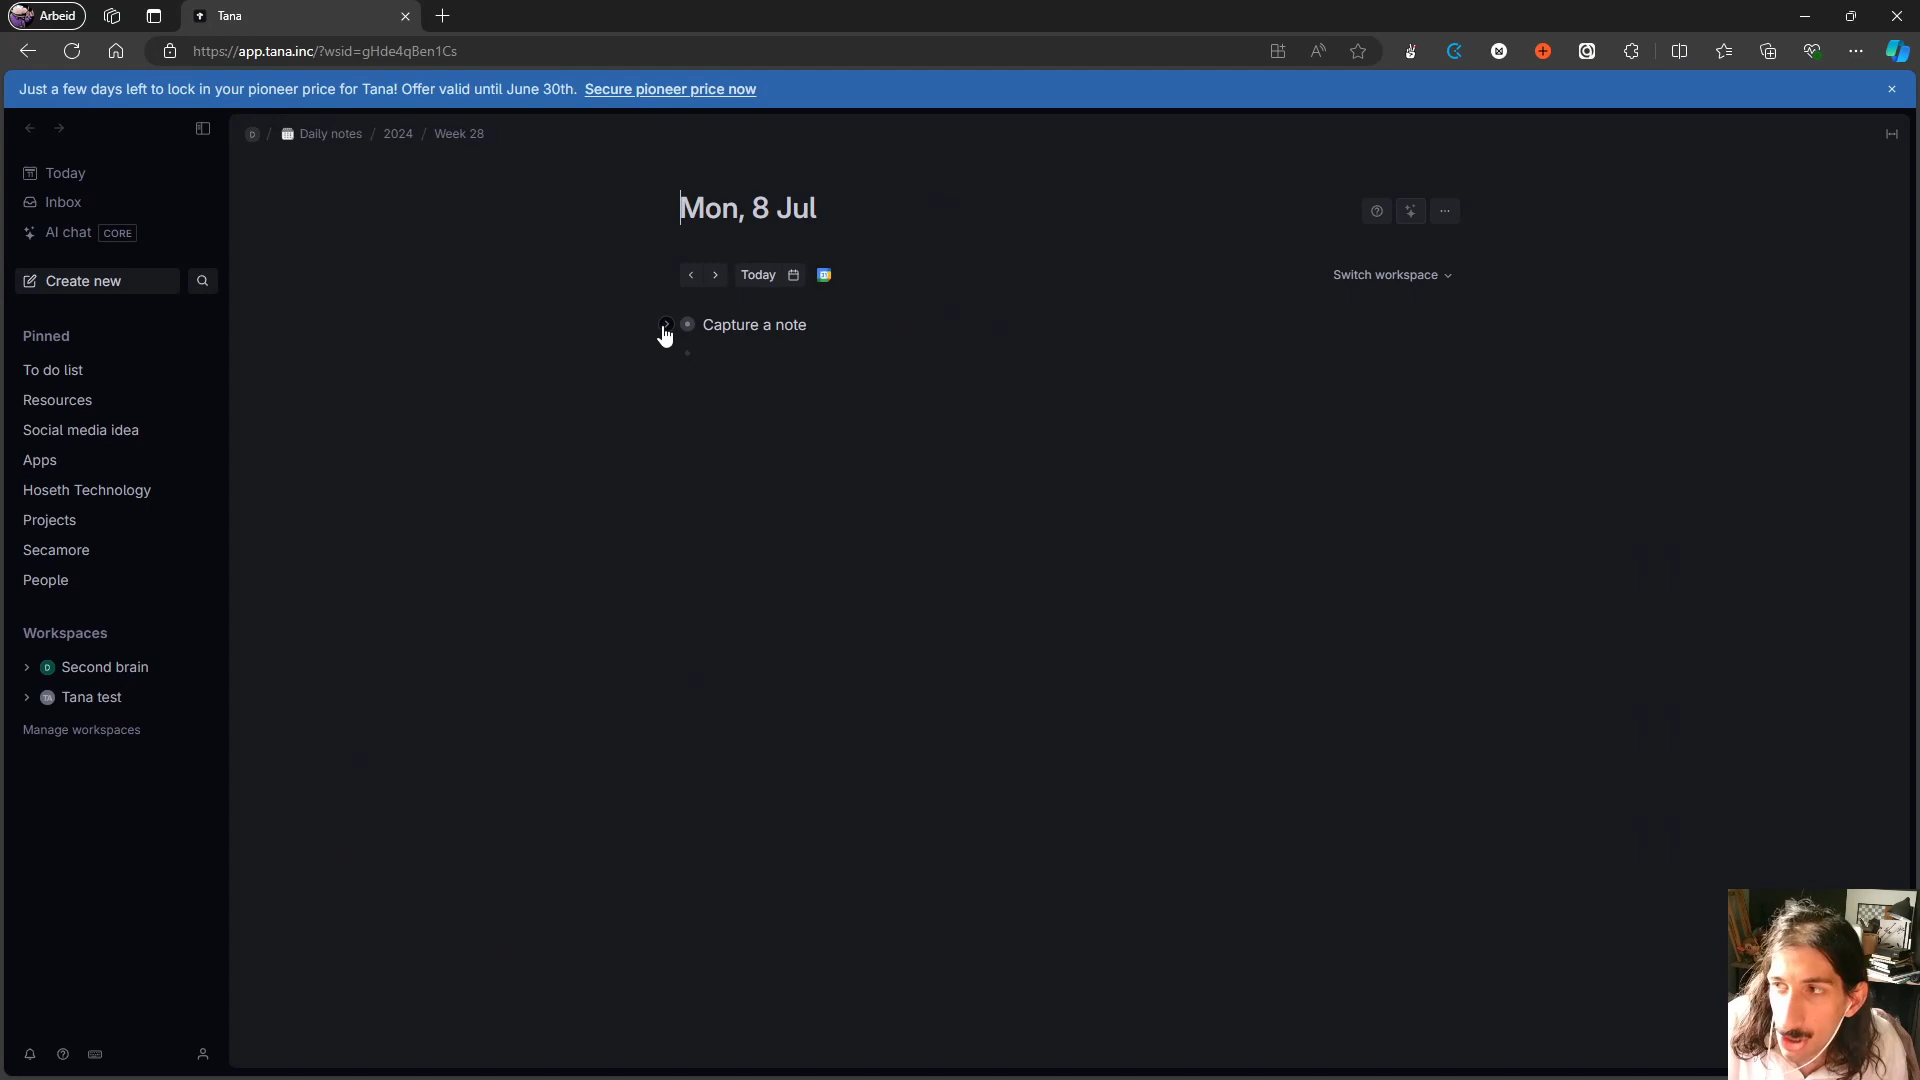 Arbeid
Tana
https://app.tana.inc/?wsid=gHde4qBen1Cs
Just a few days left to lock in your pioneer price for Tana! Offer valid until June 30th. Secure pioneer price now
D / Daily notes / 2024 / Week 28
Today
Inbox
AI chat CORE
Create new
Pinned
To do list
Resources
Social media idea
Apps
Hoseth Technology
Projects
Secamore
People
Workspaces
D Second brain
TA Tana test
Manage workspaces
Mon, 8 Jul
Today
Switch workspace
Capture a note